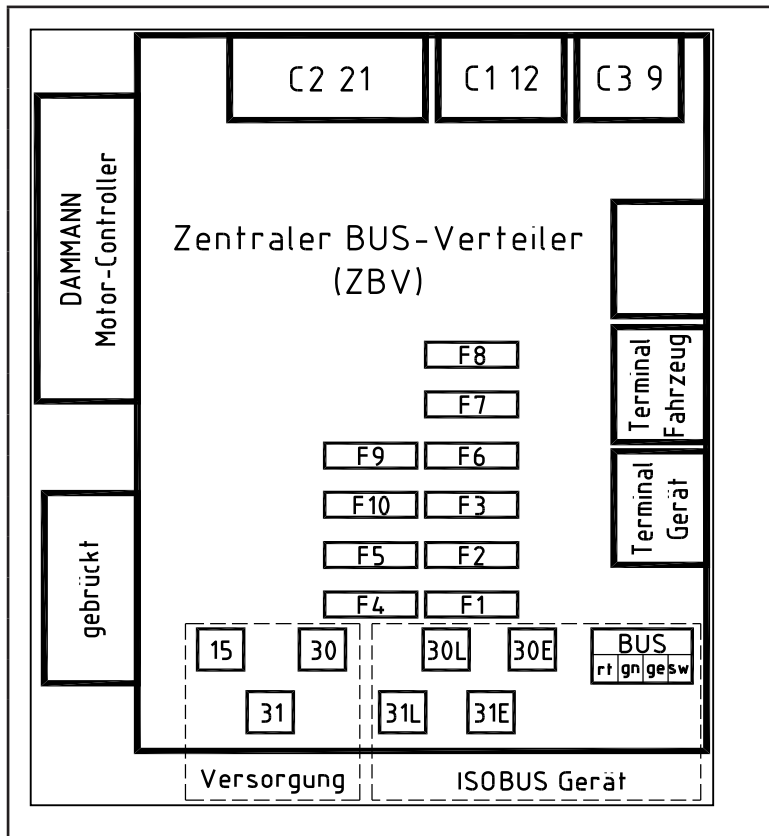 C2 21
C1 12
C3 9
DAMMANN
Motor-Controller
Zentraler BUS-Verteiler
(ZBV)
Terminal
Fahrzeug
Terminal
Gerät
gebrückt
F8
F7
F9 F6
F10 F3
F5 F2
F4 F1
15 30 30L 30E BUS
rt gn ge sw
31 31L 31E
Versorgung ISOBUS Gerät